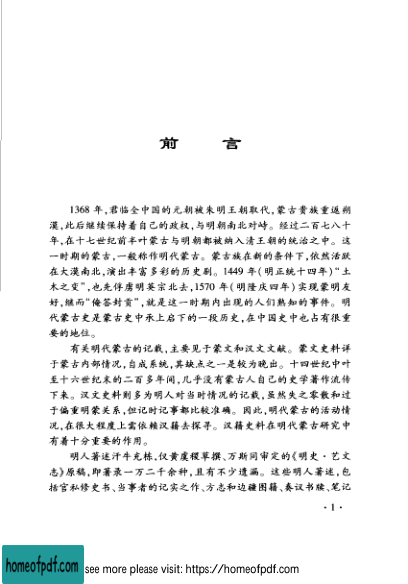 前言
1368年,君临全中国的元朝被朱明王朝取代,蒙古贵族重返朔
漠,此后继续保持着自己的政权,与明朝南北对峙。经过二百七八十
年,在十七世纪前半叶蒙古与明朝都被纳入清王朝的统治之中。这
一时期的蒙古,一般称作明代蒙古。蒙古族在新的条件下,依然活跃
在大漠南北,演出丰富多彩的历史剧。1449年(明正统十四年)“土
木之变”,也先俘虏明英宗北去,1570年(明隆庆四年)实现蒙明友
好,继而“俺答封贡”,就是这一时期内出现的人们熟知的事件。明
代蒙古史是蒙古史中承上启下的一段历史,在中国史中也占有很重
要的地位。
有关明代蒙古的记载,主要见于蒙文和汉文文献。蒙文史料详
于蒙古内部情况,自成系统,其缺点之一是较为晚出。十四世纪中叶
至十六世纪末的二百多年间,几乎没有蒙古人自己的史学著作流传
下来。汉文史料则多为明人对当时情况的记载,虽然失之零散和过
于偏重明蒙关系,但记时记事都比较准确。因此,明代蒙古的活动情
况,在很大程度上需依赖汉籍去探寻。汉籍史料在明代蒙古研究中
有着十分重要的作用。
明人著述汗牛充栋,仅黄虞稷草撰、万斯同审定的《明史·艺文
志》原稿,即著录一万二千余种,且有不少遗漏。这些明人著述,包
括官私修史书、当事者的记实之作、方志和边疆图籍、奏议书牍、笔记
·1·
homeofpdf.com
see more please visit: https://homeofpdf.com